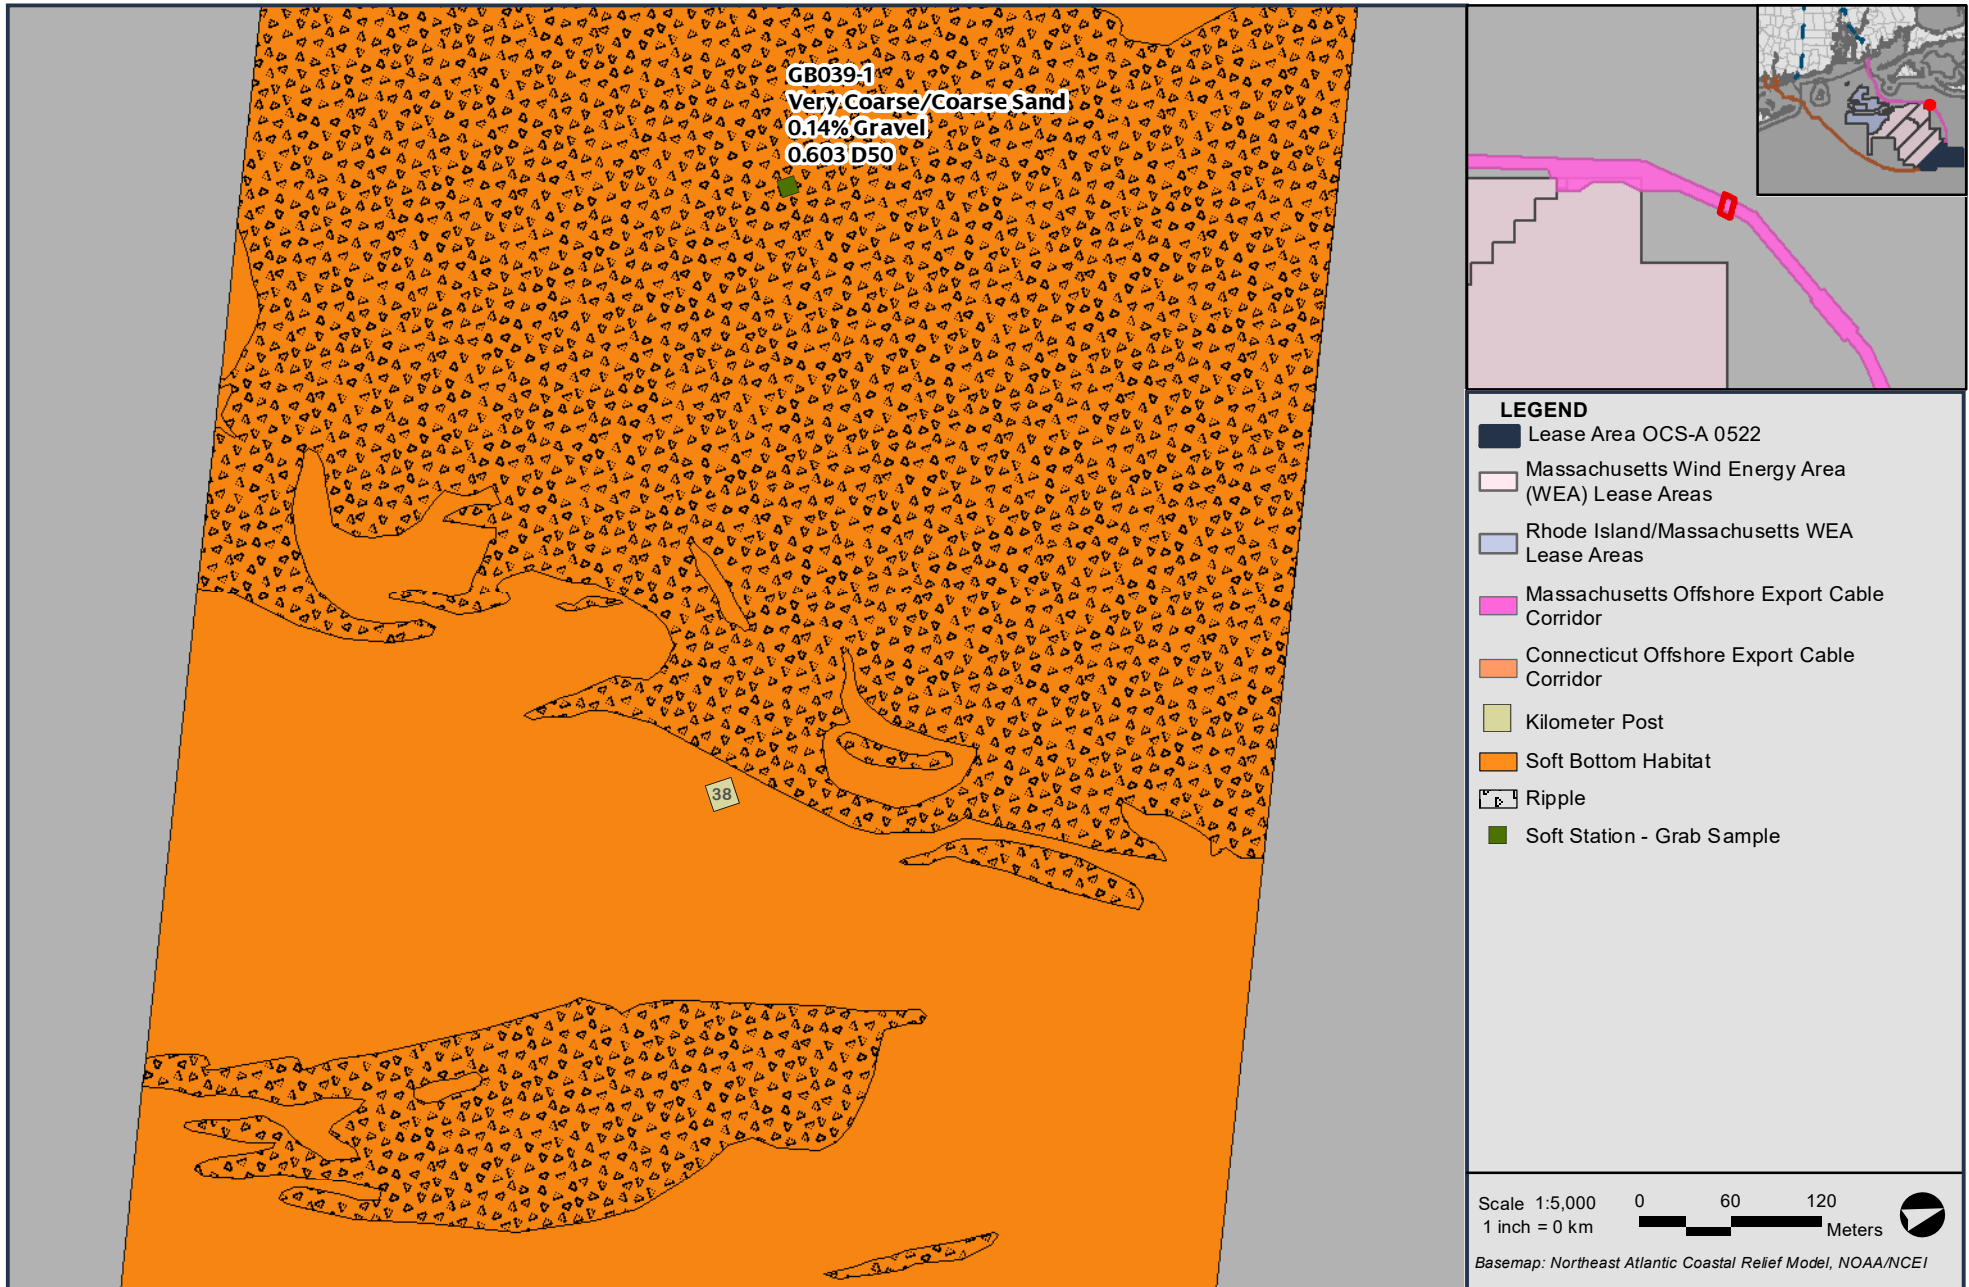 GB039-1
Very Coarse/Coarse Sand
0.14% Gravel
0.603 D50
38
LEGEND
Lease Area OCS-A 0522
Massachusetts Wind Energy Area
(WEA) Lease Areas
Rhode Island/Massachusetts WEA
Lease Areas
Massachusetts Offshore Export Cable
Corridor
Connecticut Offshore Export Cable
Corridor
Kilometer Post
Soft Bottom Habitat
Ripple
Soft Station - Grab Sample
Scale 1:5,000
1 inch = 0 km
0 60 120
Meters
Basemap: Northeast Atlantic Coastal Relief Model, NOAA/NCEI